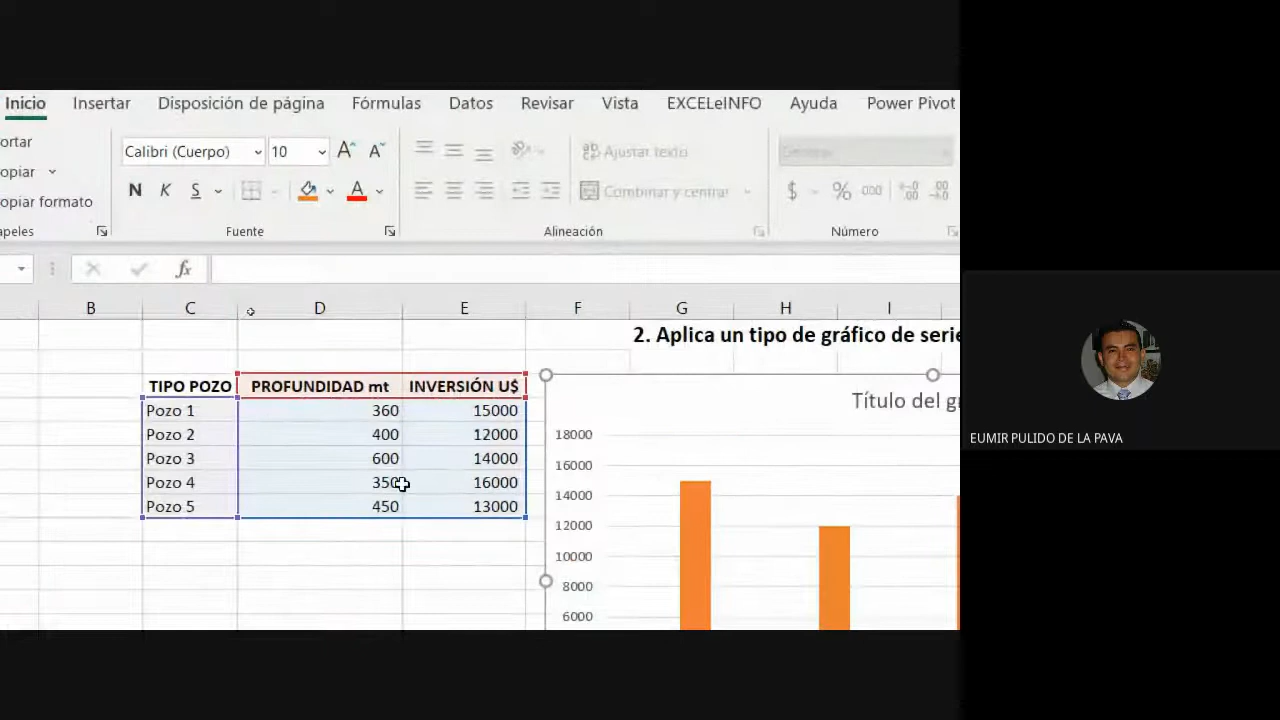 Inicio Insertar Disposición de página Fórmulas Datos Revisar Vista EXCELeINFO Ayuda Power Pivot
ortar
opiar
opiar formato
apeles
Calibri (Cuerpo) 10
N K S
Fuente
Ajustar texto
Combinar y centrar
Alineación
$ % 000
Número
fx
B C D E F G H I
2. Aplica un tipo de gráfico de serie
TIPO POZO PROFUNDIDAD mt INVERSIÓN U$
Pozo 1 360 15000
Pozo 2 400 12000
Pozo 3 600 14000
Pozo 4 350 16000
Pozo 5 450 13000
Título del g
18000
16000
14000
12000
10000
8000
6000
EUMIR PULIDO DE LA PAVA